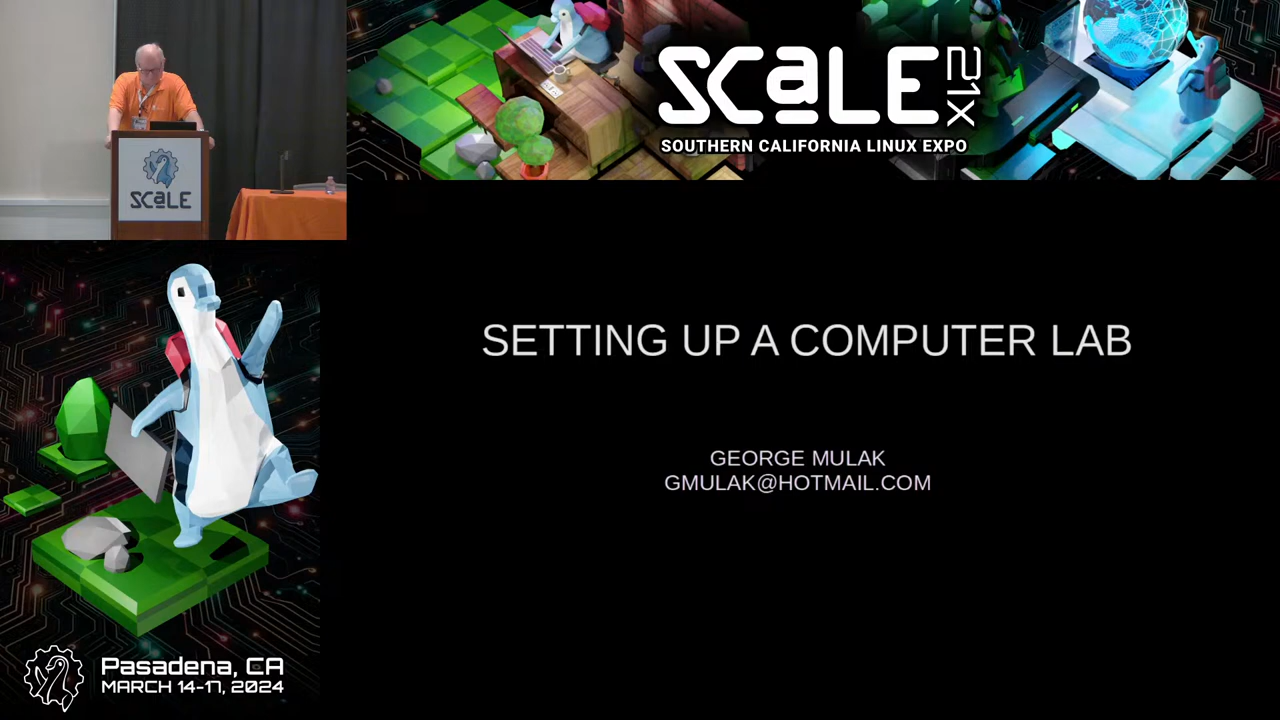 SCaLE 21X
SOUTHERN CALIFORNIA LINUX EXPO
SCaLE
SETTING UP A COMPUTER LAB
GEORGE MULAK
GMULAK@HOTMAIL.COM
Pasadena, CA
MARCH 14-17, 2024